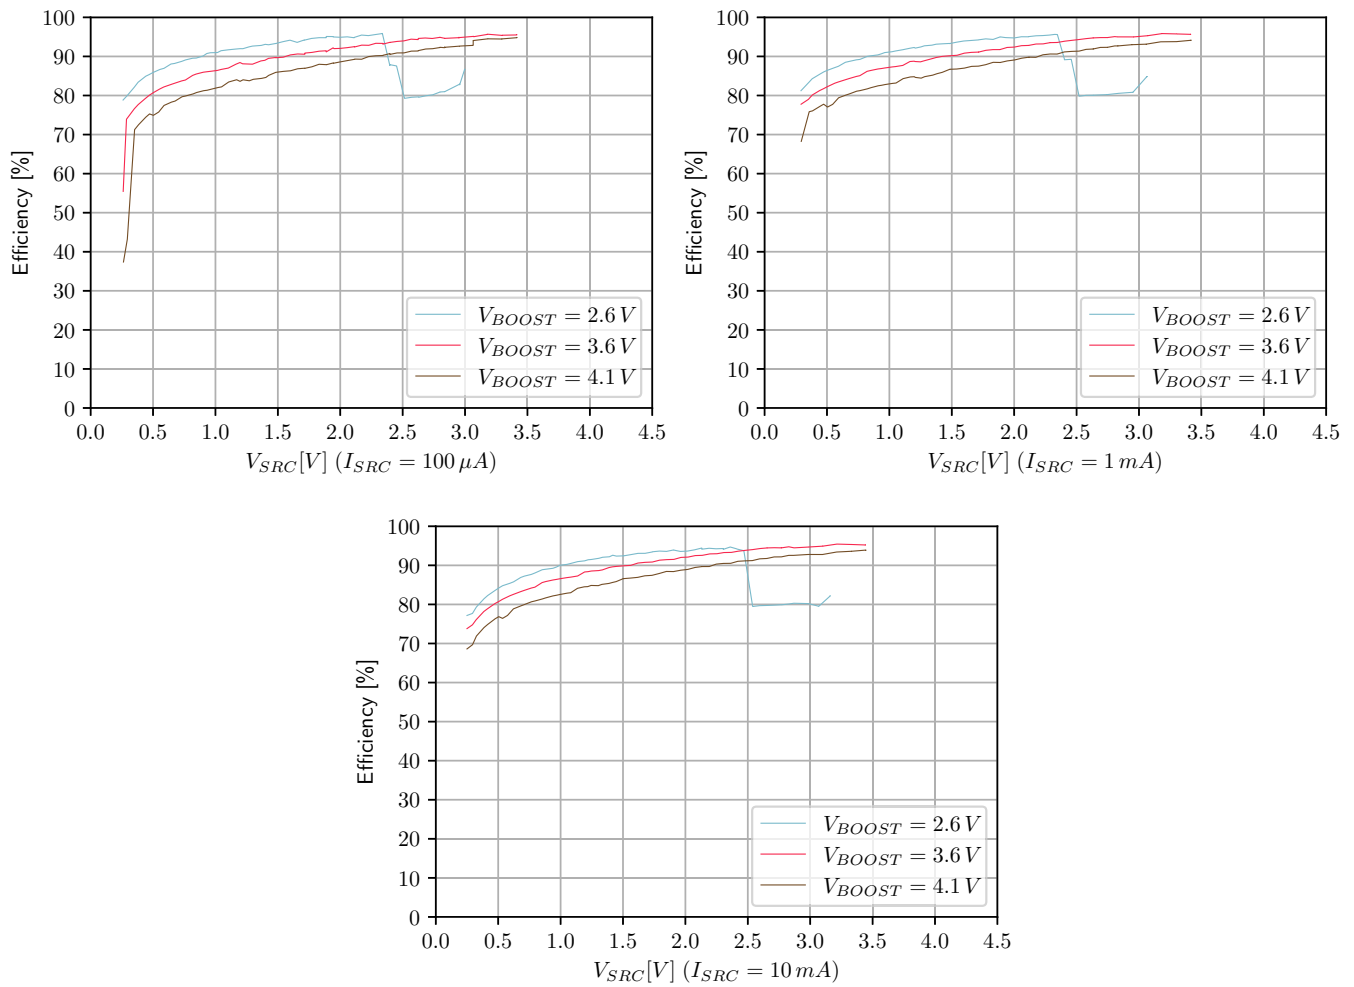 100
90
80
70
60
50
40
30
20
10
0
Efficiency [%]
V_BOOST = 2.6 V
V_BOOST = 3.6 V
V_BOOST = 4.1 V
0.0 0.5 1.0 1.5 2.0 2.5 3.0 3.5 4.0 4.5
V_SRC[V] (I_SRC = 100 μA)
100
90
80
70
60
50
40
30
20
10
0
Efficiency [%]
V_BOOST = 2.6 V
V_BOOST = 3.6 V
V_BOOST = 4.1 V
0.0 0.5 1.0 1.5 2.0 2.5 3.0 3.5 4.0 4.5
V_SRC[V] (I_SRC = 1 mA)
100
90
80
70
60
50
40
30
20
10
0
Efficiency [%]
V_BOOST = 2.6 V
V_BOOST = 3.6 V
V_BOOST = 4.1 V
0.0 0.5 1.0 1.5 2.0 2.5 3.0 3.5 4.0 4.5
V_SRC[V] (I_SRC = 10 mA)